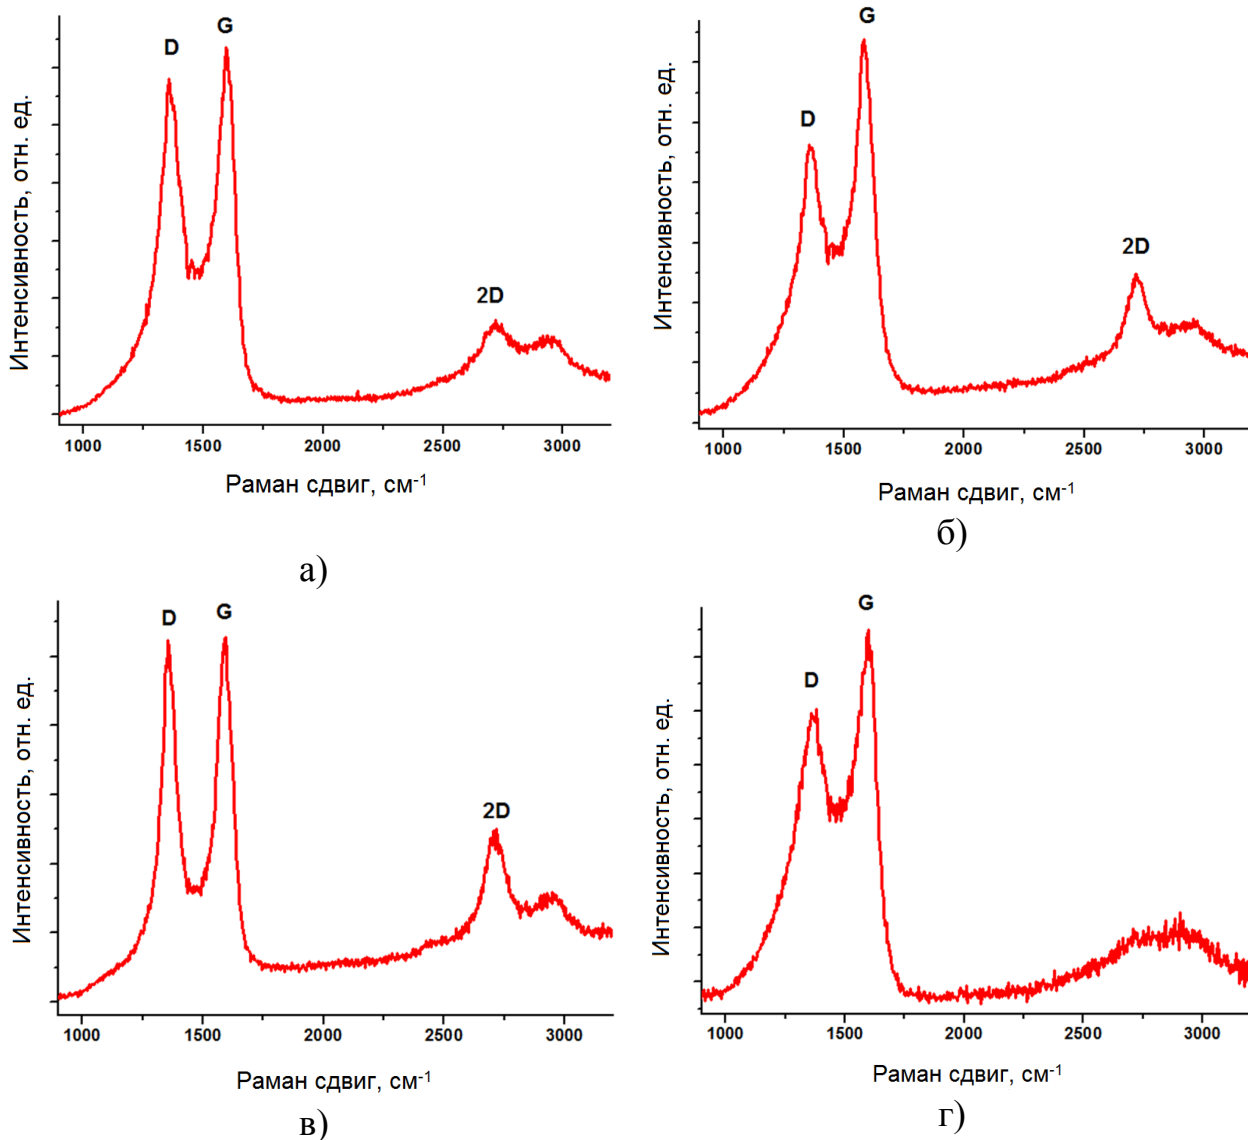 D
G
2D
Интенсивность, отн. ед.
1000 1500 2000 2500 3000
Раман сдвиг, см-1
а)
D
G
2D
Интенсивность, отн. ед.
1000 1500 2000 2500 3000
Раман сдвиг, см-1
б)
D
G
2D
Интенсивность, отн. ед.
1000 1500 2000 2500 3000
Раман сдвиг, см-1
в)
D
G
Интенсивность, отн. ед.
1000 1500 2000 2500 3000
Раман сдвиг, см-1
г)